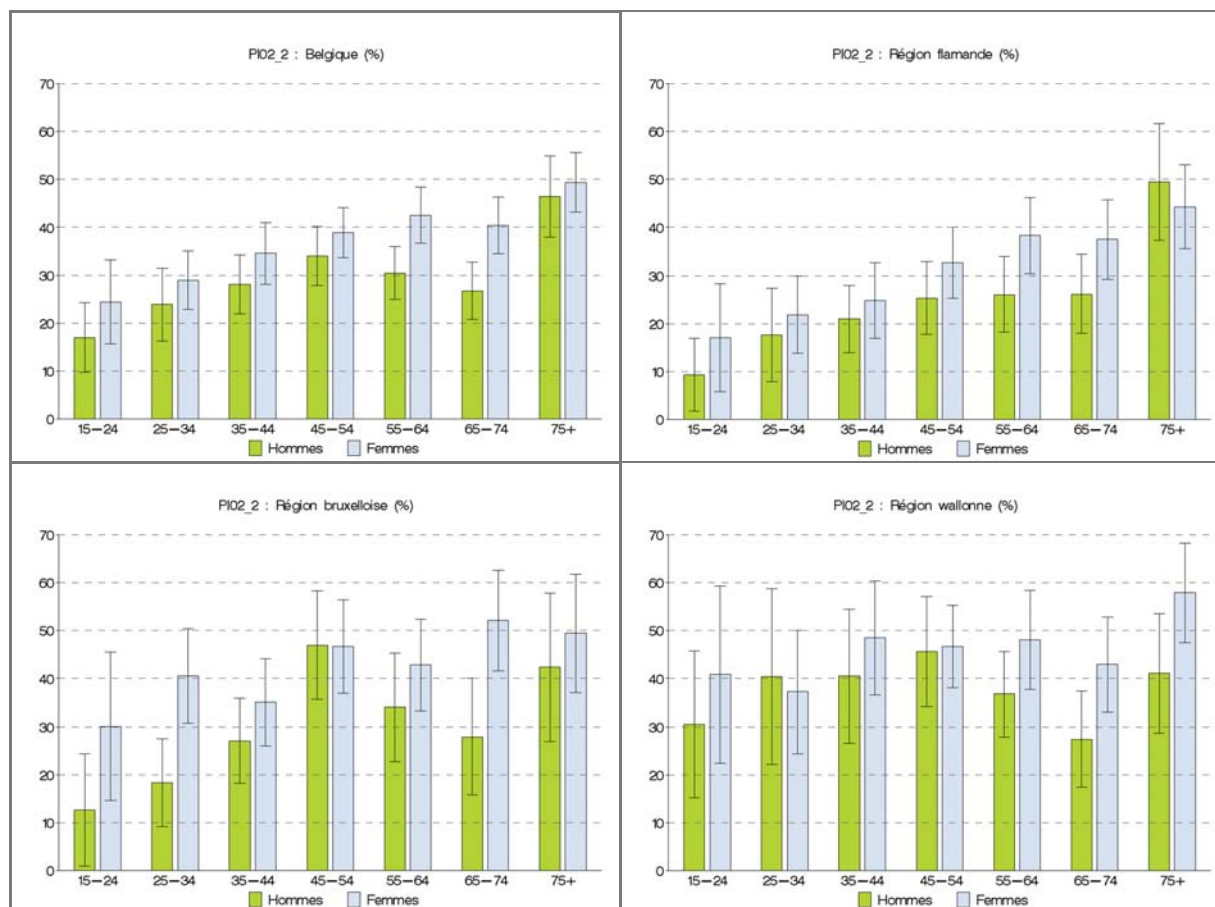 PI02_2 : Belgique (%)
70
60
50
40
30
20
10
0
15-24 25-34 35-44 45-54 55-64 65-74 75+
Hommes Femmes
PI02_2 : Région flamande (%)
70
60
50
40
30
20
10
0
15-24 25-34 35-44 45-54 55-64 65-74 75+
Hommes Femmes
PI02_2 : Région bruxelloise (%)
70
60
50
40
30
20
10
0
15-24 25-34 35-44 45-54 55-64 65-74 75+
Hommes Femmes
PI02_2 : Région wallonne (%)
70
60
50
40
30
20
10
0
15-24 25-34 35-44 45-54 55-64 65-74 75+
Hommes Femmes